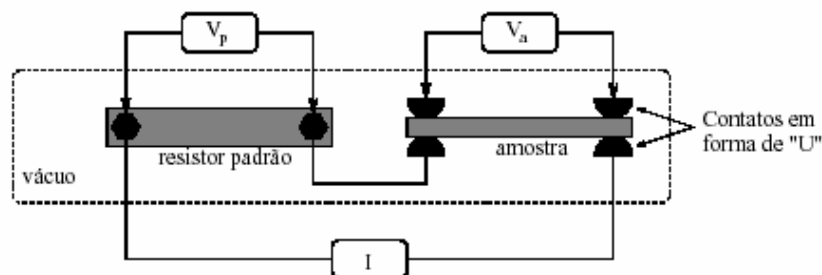 Vp
Va
Contatos em
forma de "U"
resistor padrão
amostra
vácuo
I